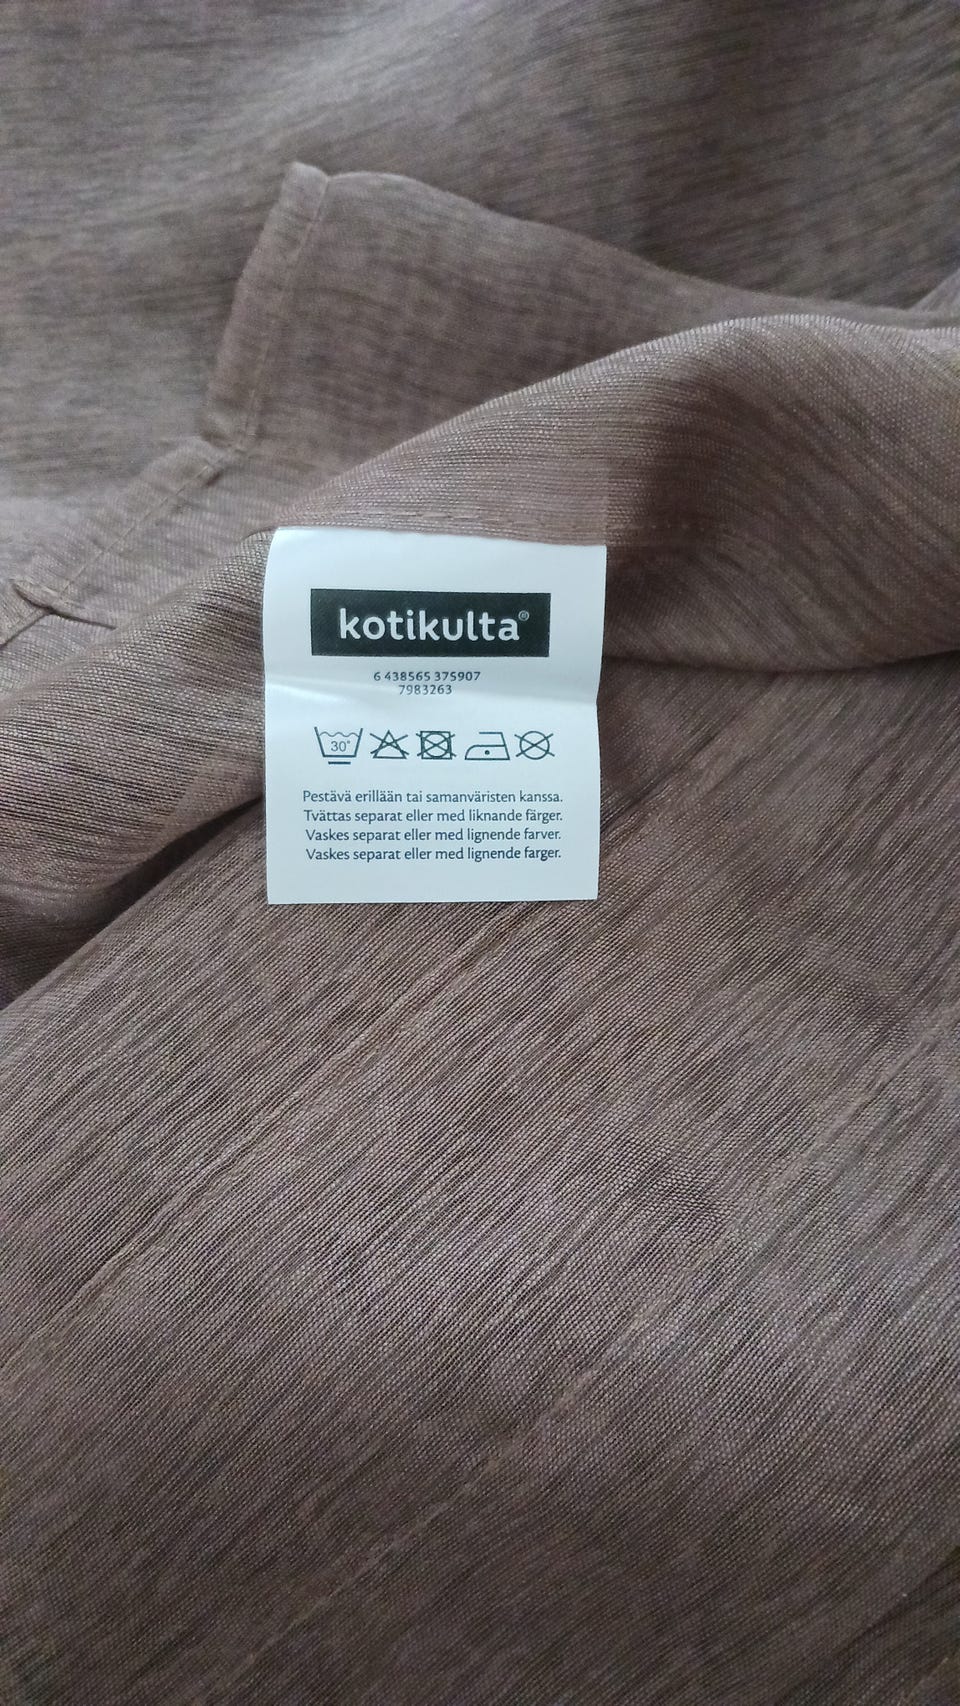 kotikulta®
6 438565 375907
7983263
30°
Pestävä erillään tai samanväristen kanssa.
Tvättas separat eller med liknande färger.
Vaskes separat eller med lignende farver.
Vaskes separat eller med lignende farger.